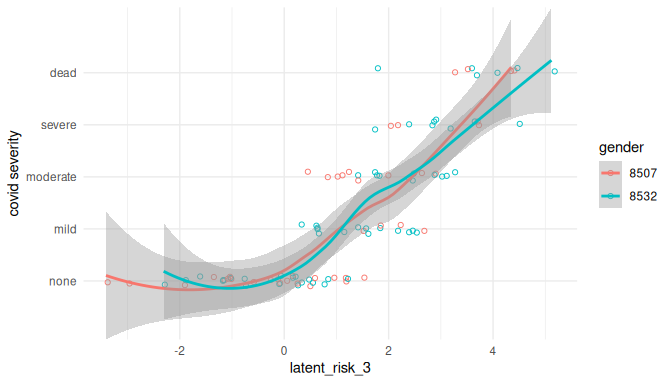 dead
severe
moderate
mild
none
covid severity
-2
0
2
4
latent_risk_3
gender
8507
8532